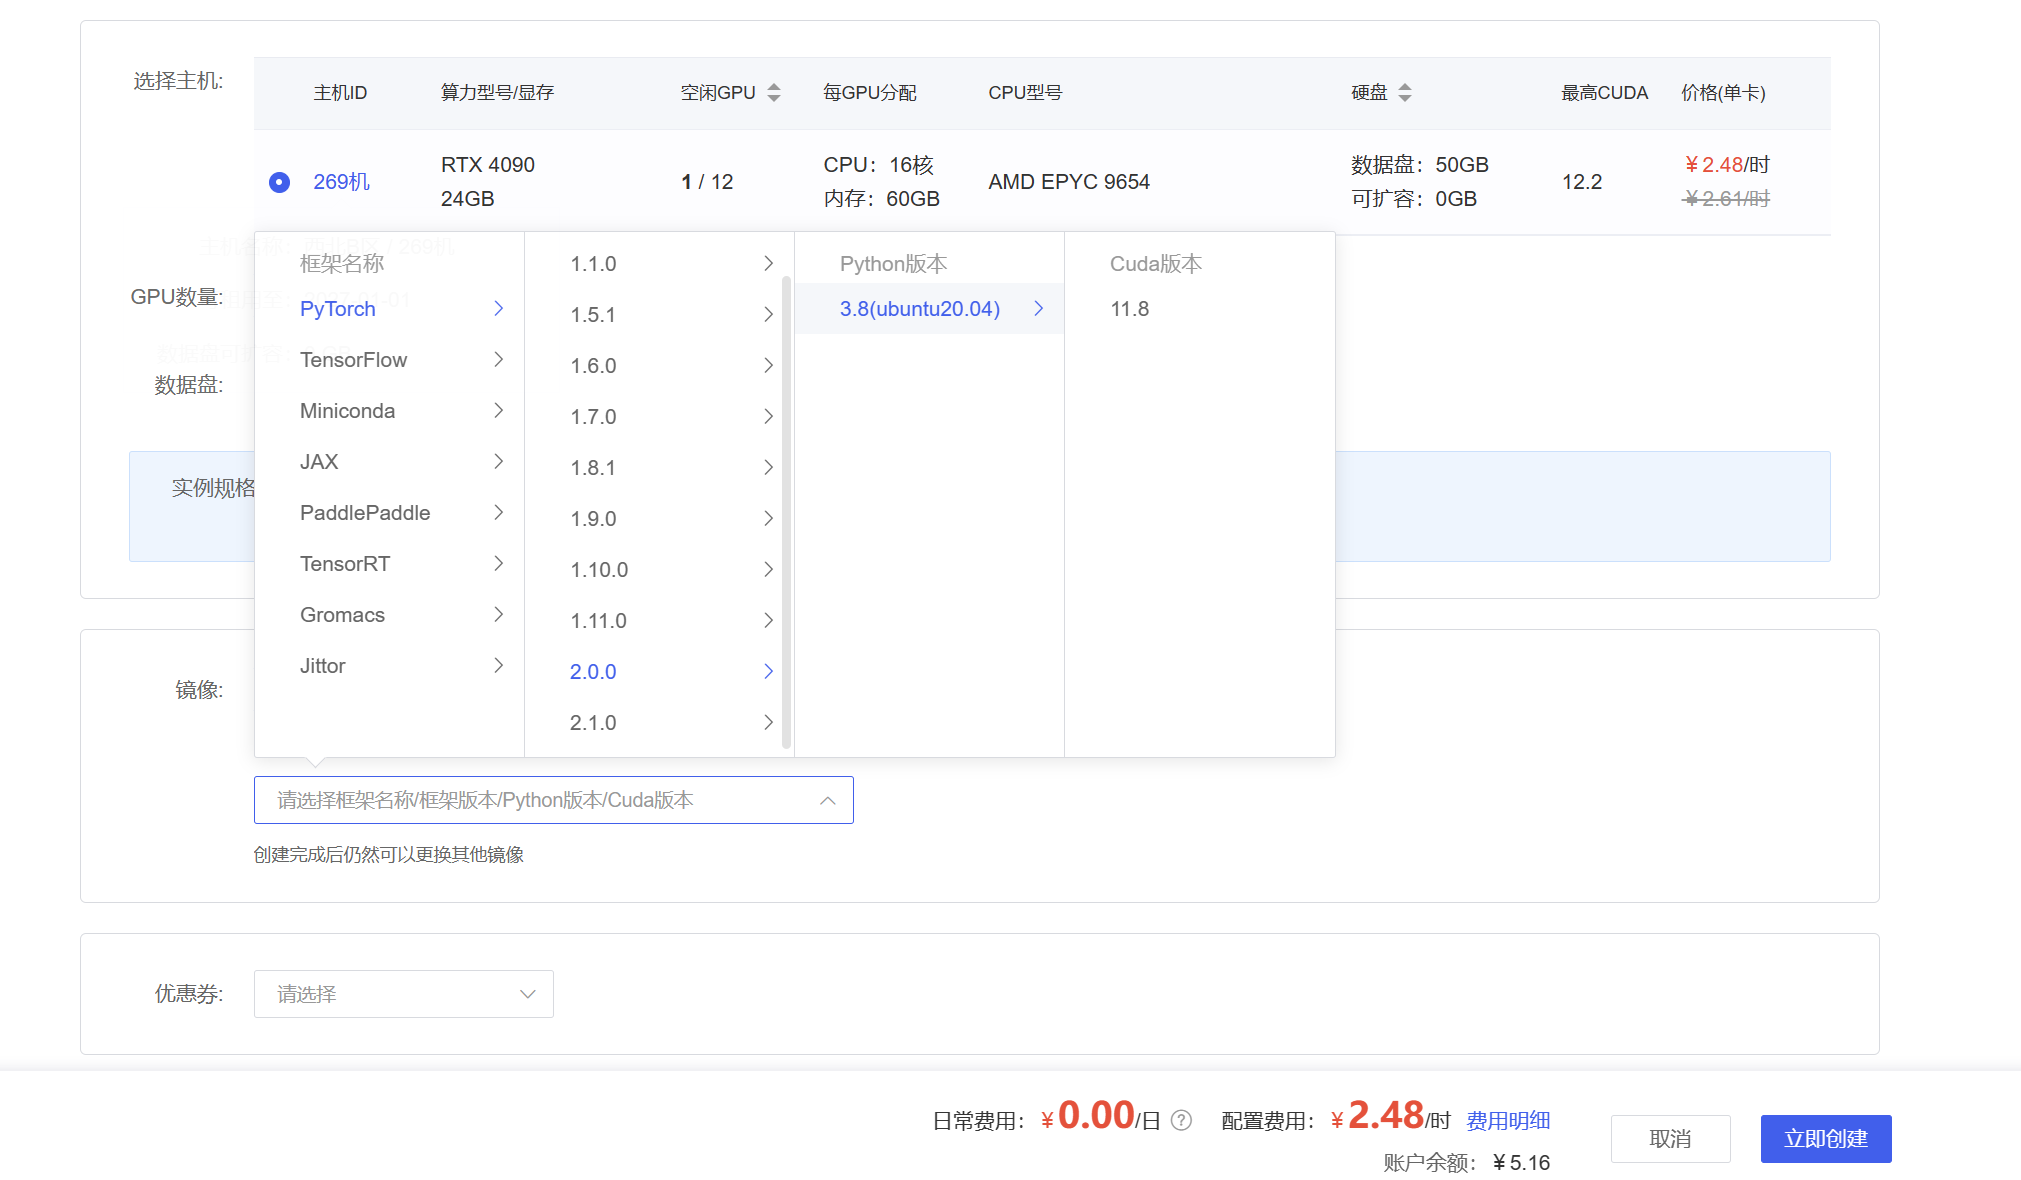 选择主机:
主机ID 算力型号/显存 空闲GPU 每GPU分配 CPU型号 硬盘 最高CUDA 价格(单卡)
269机 RTX 4090 24GB 1 / 12 CPU：16核 内存：60GB AMD EPYC 9654 数据盘：50GB 可扩容：0GB 12.2 ¥2.48/时 ¥2.61/时
GPU数量:
数据盘:
实例规格
镜像:
框架名称
PyTorch
TensorFlow
Miniconda
JAX
PaddlePaddle
TensorRT
Gromacs
Jittor
1.1.0
1.5.1
1.6.0
1.7.0
1.8.1
1.9.0
1.10.0
1.11.0
2.0.0
2.1.0
Python版本
3.8(ubuntu20.04)
Cuda版本
11.8
请选择框架名称/框架版本/Python版本/Cuda版本
创建完成后仍然可以更换其他镜像
优惠券: 请选择
日常费用：¥0.00/日 ? 配置费用：¥2.48/时 费用明细
账户余额：¥5.16
取消
立即创建